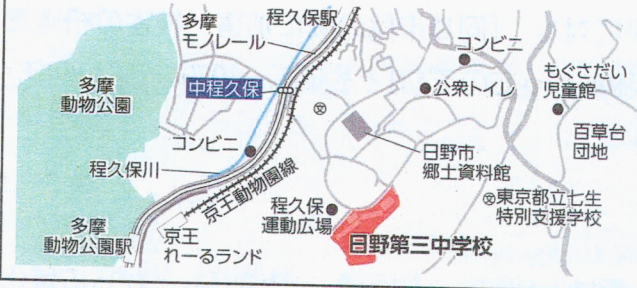 程久保駅
多摩
モノレール
多摩
動物公園
中程久保
コンビニ
程久保川
京王動物園線
多摩
動物公園駅
京王
れーるランド
コンビニ
公衆トイレ
もぐさだい
児童館
百草台
団地
文
日野市
郷土資料館
程久保
運動広場
文東京都立七生
特別支援学校
日野第三中学校